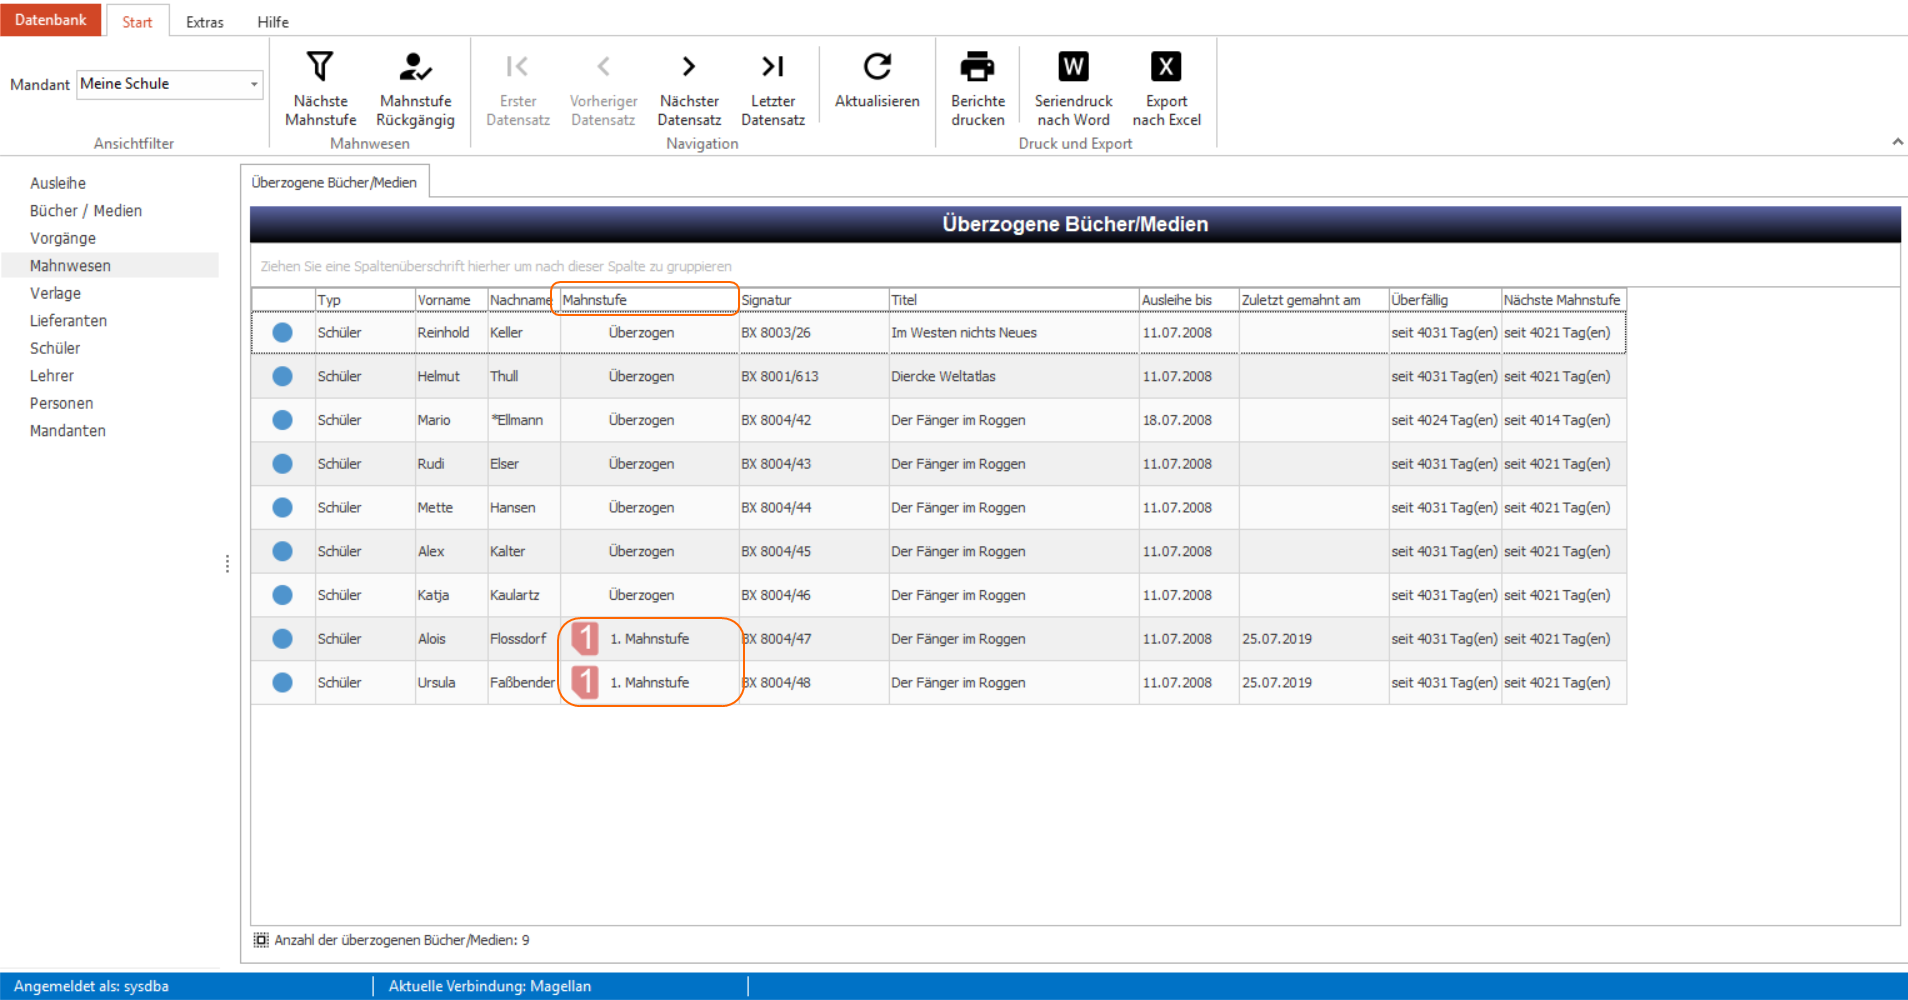 Datenbank Start Extras Hilfe
Mandant Meine Schule
Nächste Mahnstufe
Mahnstufe Rückgängig
Erster Datensatz
Vorheriger Datensatz
Nächster Datensatz
Letzter Datensatz
Aktualisieren
Berichte drucken
W
Seriendruck nach Word
X
Export nach Excel
Ansichtfilter Mahnwesen Navigation Druck und Export
Ausleihe
Bücher / Medien
Vorgänge
Mahnwesen
Verlage
Lieferanten
Schüler
Lehrer
Personen
Mandanten
Überzogene Bücher/Medien
Überzogene Bücher/Medien
Ziehen Sie eine Spaltenüberschrift hierher um nach dieser Spalte zu gruppieren
Typ Vorname Nachname Mahnstufe Signatur Titel Ausleihe bis Zuletzt gemahnt am Überfällig Nächste Mahnstufe
Schüler Reinhold Keller Überzogen BX 8003/26 Im Westen nichts Neues 11.07.2008 seit 4031 Tag(en) seit 4021 Tag(en)
Schüler Helmut Thull Überzogen BX 8001/613 Diercke Weltatlas 11.07.2008 seit 4031 Tag(en) seit 4021 Tag(en)
Schüler Mario *Ellmann Überzogen BX 8004/42 Der Fänger im Roggen 18.07.2008 seit 4024 Tag(en) seit 4014 Tag(en)
Schüler Rudi Elser Überzogen BX 8004/43 Der Fänger im Roggen 11.07.2008 seit 4031 Tag(en) seit 4021 Tag(en)
Schüler Mette Hansen Überzogen BX 8004/44 Der Fänger im Roggen 11.07.2008 seit 4031 Tag(en) seit 4021 Tag(en)
Schüler Alex Kalter Überzogen BX 8004/45 Der Fänger im Roggen 11.07.2008 seit 4031 Tag(en) seit 4021 Tag(en)
Schüler Katja Kaulartz Überzogen BX 8004/46 Der Fänger im Roggen 11.07.2008 seit 4031 Tag(en) seit 4021 Tag(en)
Schüler Alois Flossdorf 1 1. Mahnstufe BX 8004/47 Der Fänger im Roggen 11.07.2008 25.07.2019 seit 4031 Tag(en) seit 4021 Tag(en)
Schüler Ursula Faßbender 1 1. Mahnstufe BX 8004/48 Der Fänger im Roggen 11.07.2008 25.07.2019 seit 4031 Tag(en) seit 4021 Tag(en)
Anzahl der überzogenen Bücher/Medien: 9
Angemeldet als: sysdba Aktuelle Verbindung: Magellan